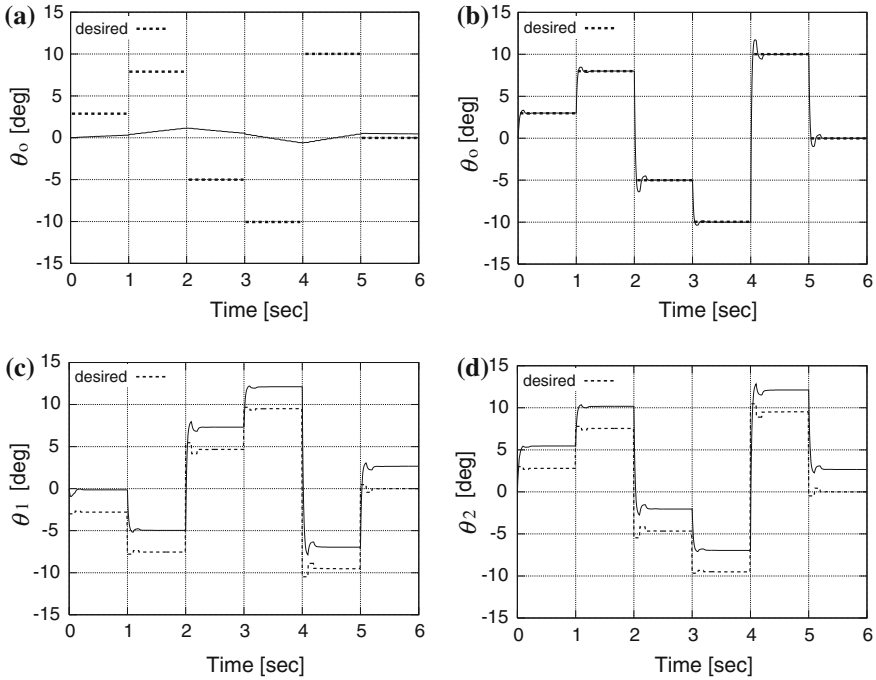 (a)
desired
15
10
5
0
-5
-10
-15
θo [deg]
0 1 2 3 4 5 6
Time [sec]
(b)
desired
15
10
5
0
-5
-10
-15
θo [deg]
0 1 2 3 4 5 6
Time [sec]
(c)
desired
15
10
5
0
-5
-10
-15
θ1 [deg]
0 1 2 3 4 5 6
Time [sec]
(d)
desired
15
10
5
0
-5
-10
-15
θ2 [deg]
0 1 2 3 4 5 6
Time [sec]